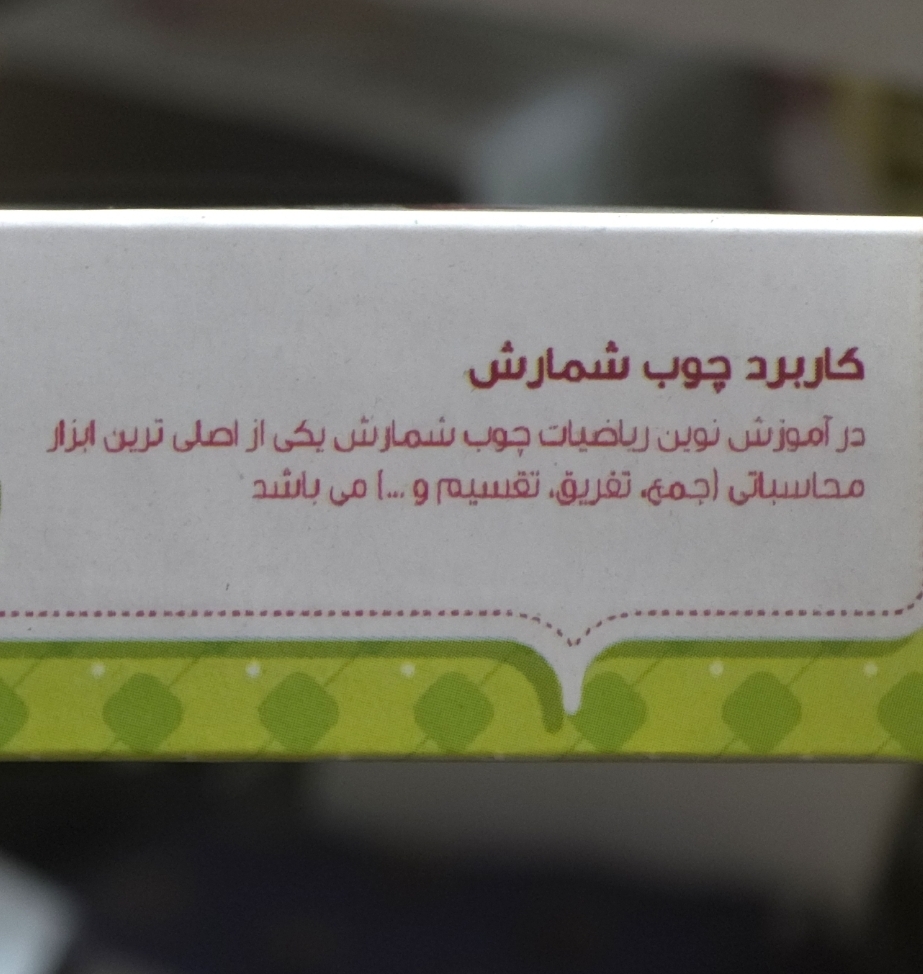 کاربرد چوب شمارش
در آموزش نوین ریاضیات چوب شمارش یکی از اصلی ترین ابزار
محاسباتی (جمع، تفریق، تقسیم و ...) می باشد